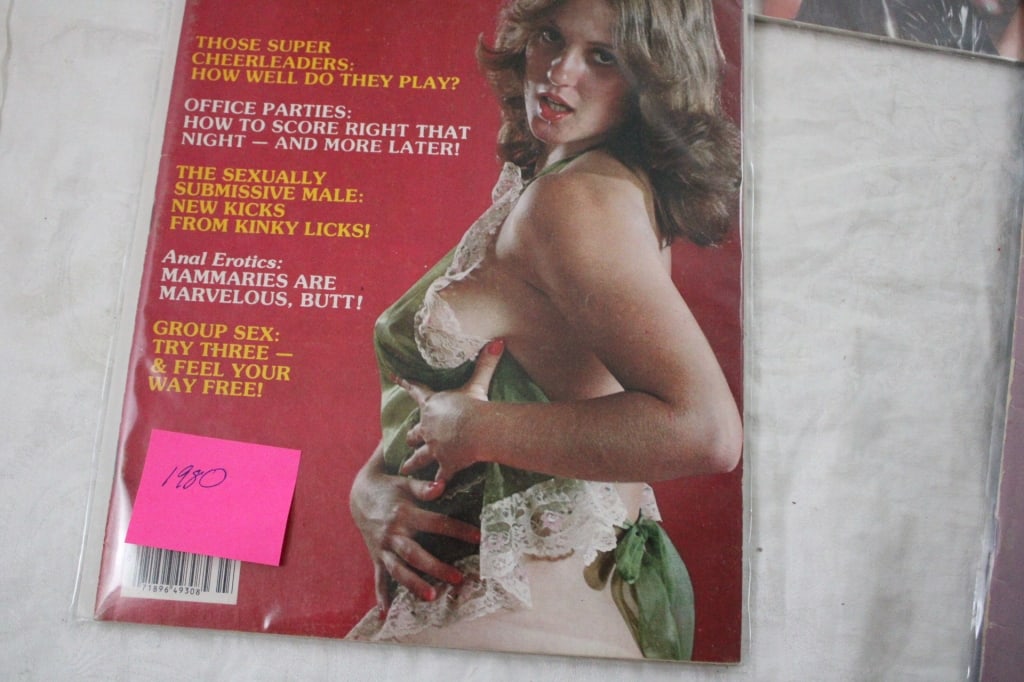 THOSE SUPER
CHEERLEADERS:
HOW WELL DO THEY PLAY?
OFFICE PARTIES:
HOW TO SCORE RIGHT THAT
NIGHT — AND MORE LATER!
THE SEXUALLY
SUBMISSIVE MALE:
NEW KICKS
FROM KINKY LICKS!
Anal Erotics:
MAMMARIES ARE
MARVELOUS, BUTT!
GROUP SEX:
TRY THREE —
& FEEL YOUR
WAY FREE!
1980
71896 49308